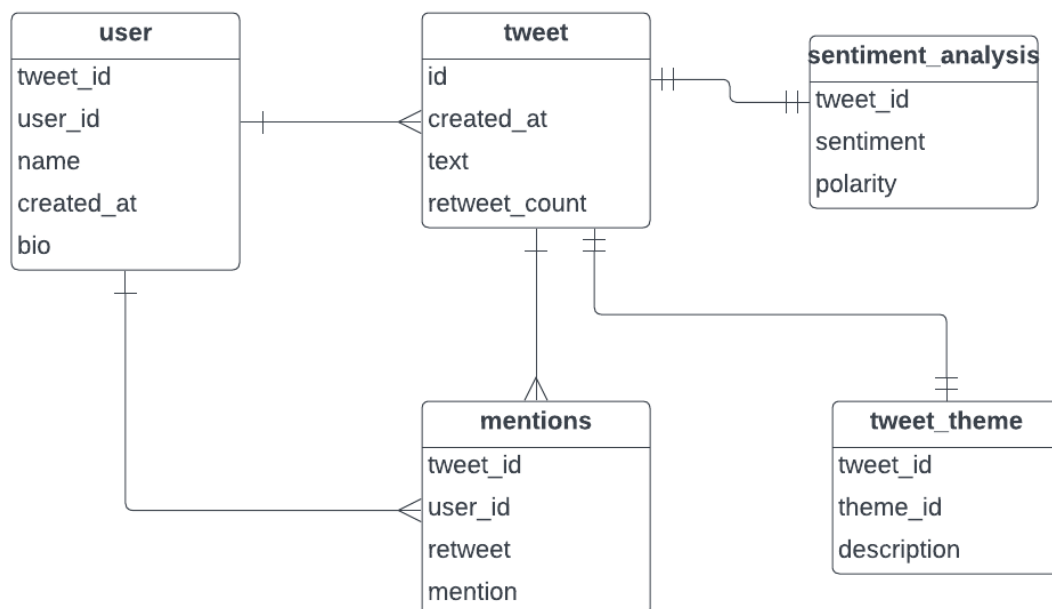 user
tweet_id
user_id
name
created_at
bio
tweet
id
created_at
text
retweet_count
sentiment_analysis
tweet_id
sentiment
polarity
mentions
tweet_id
user_id
retweet
mention
tweet_theme
tweet_id
theme_id
description